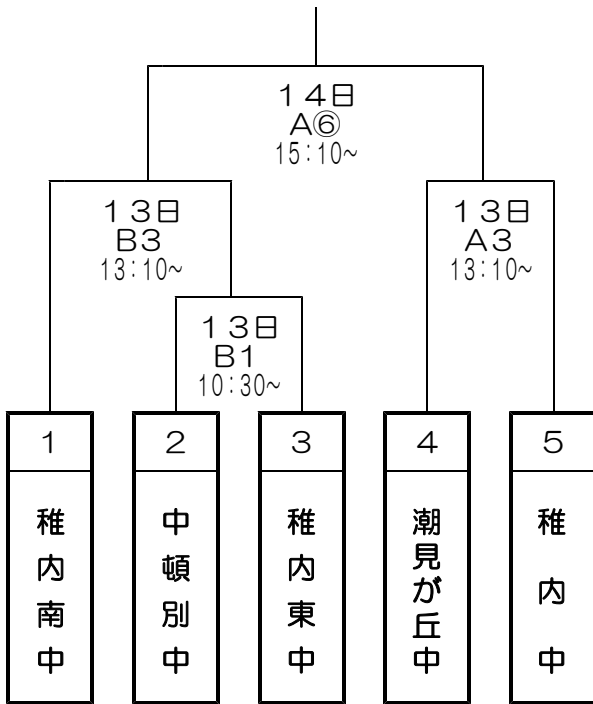 １４日
A⑥
15:10~
１３日
B3
13:10~
１３日
A3
13:10~
１３日
B1
10:30~
1
2
3
4
5
稚内南中
中頓別中
稚内東中
潮見が丘中
稚内中